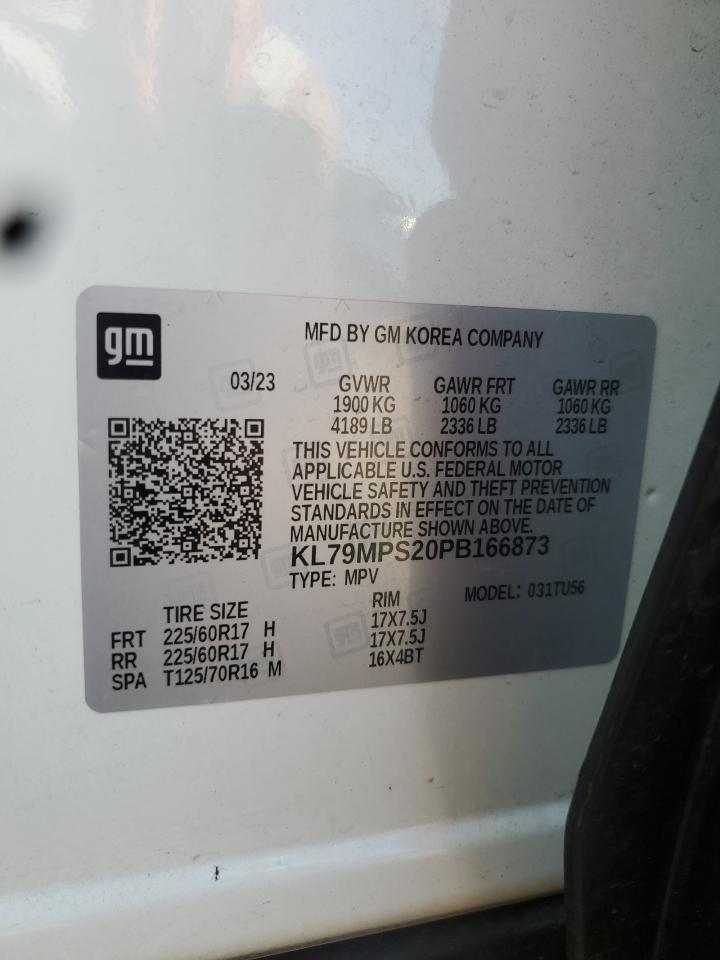 gm
MFD BY GM KOREA COMPANY
03/23 GVWR GAWR FRT GAWR RR
1900 KG 1060 KG 1060 KG
4189 LB 2336 LB 2336 LB
THIS VEHICLE CONFORMS TO ALL
APPLICABLE U.S. FEDERAL MOTOR
VEHICLE SAFETY AND THEFT PREVENTION
STANDARDS IN EFFECT ON THE DATE OF
MANUFACTURE SHOWN ABOVE.
KL79MPS20PB166873
TYPE: MPV MODEL: 031TU56
TIRE SIZE RIM
FRT 225/60R17 H 17X7.5J
RR 225/60R17 H 17X7.5J
SPA T125/70R16 M 16X4BT